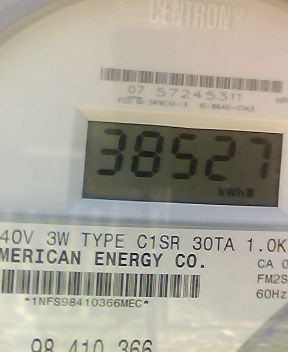 CENTRON®
07 57245311
38527
kWh
40V 3W TYPE C1SR 30TA 1.0K
MERICAN ENERGY CO.
CA 0
FM2S
60Hz
*1NFS98410366MEC*
98 410 366